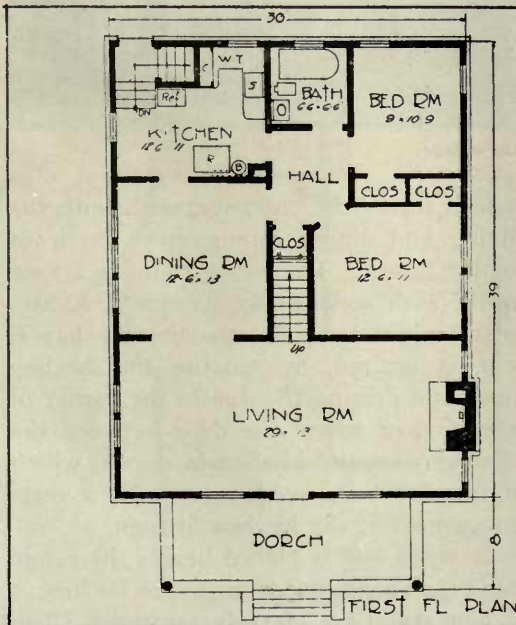 30
W T
C
S
BATH
6 6 × 6 6
BED RM
9 × 10 9
Ref
DN
KITCHEN
12 6 × 11
R
B
HALL
CLOS
CLOS
CLOS
DINING RM
12-6 × 13
BED RM
12 6 × 11
39
UP
LIVING RM
29 × 13
PORCH
8
FIRST FL PLAN